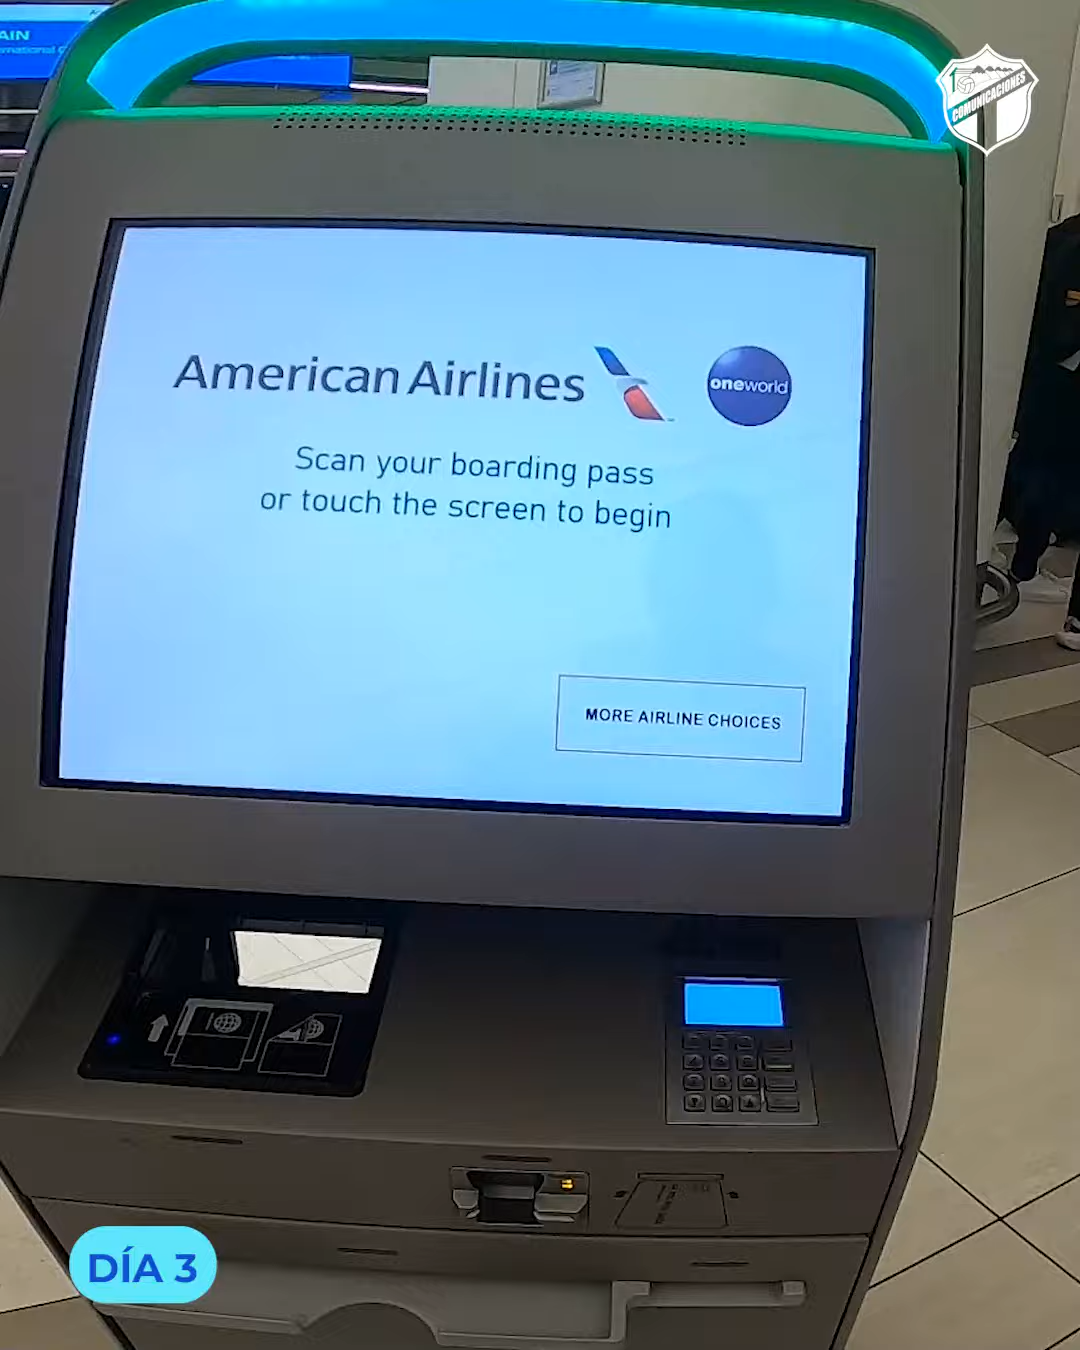 AIN
COMUNICACIONES
American Airlines
oneworld
Scan your boarding pass
or touch the screen to begin
MORE AIRLINE CHOICES
DÍA 3